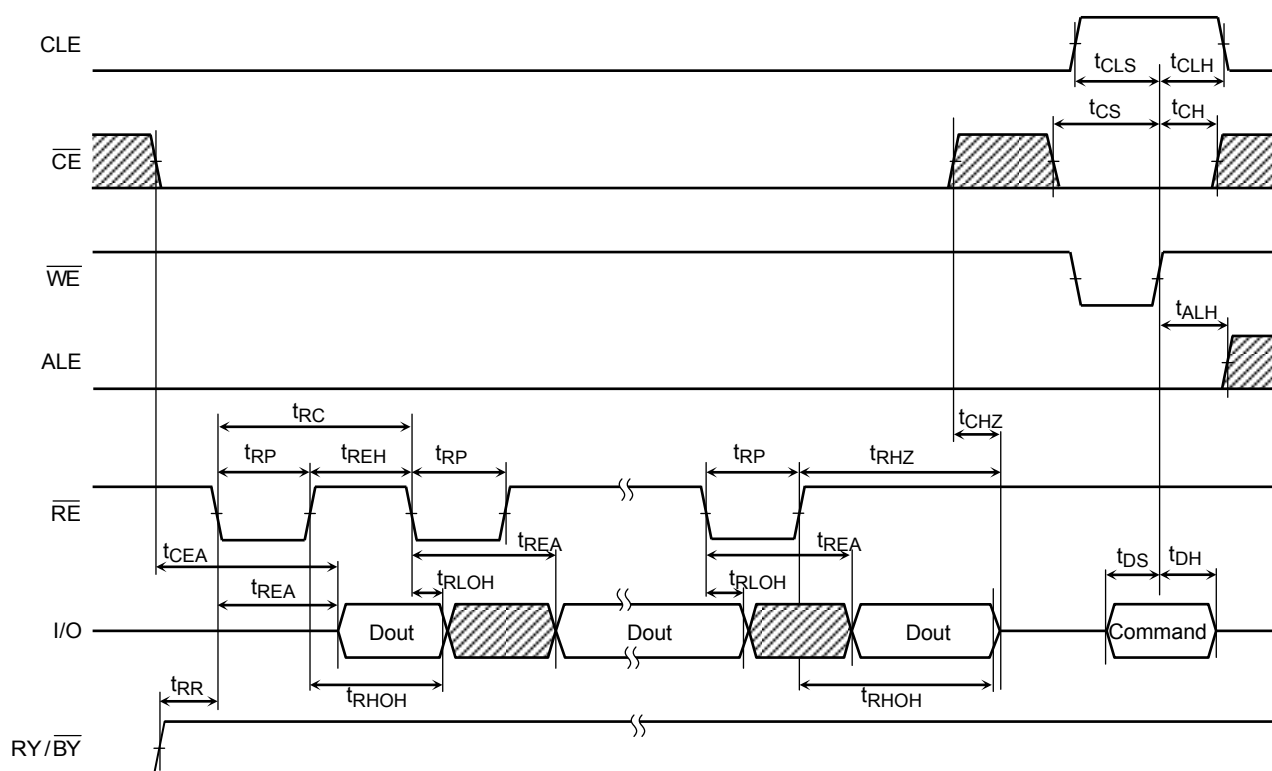 CLE
tCLS tCLH
tCS tCH
CE
WE
tALH
ALE
tRC
tCHZ
tRP tREH tRP tRP tRHZ
RE
tCEA tREA tREA
tREA tRLOH tRLOH tDS tDH
I/O Dout Dout Dout Command
tRR tRHOH tRHOH
RY/BY